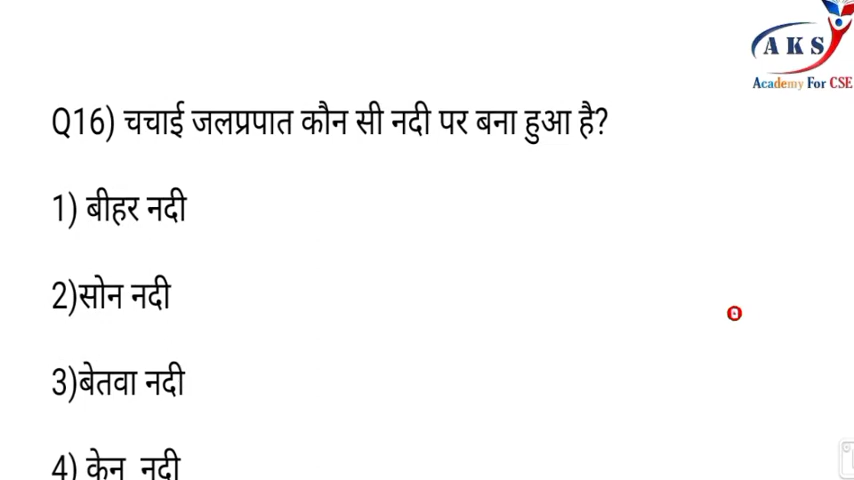 AKS
Academy For CSE
Q16) चचाई जलप्रपात कौन सी नदी पर बना हुआ है?
1) बीहर नदी
2)सोन नदी
3)बेतवा नदी
4) केन नदी